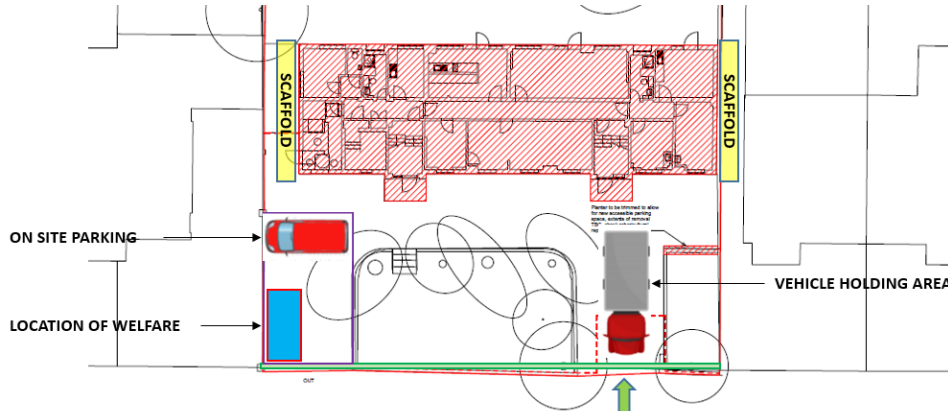 SCAFFOLD
SCAFFOLD
Planter to be trimmed to allow
for new accessible parking
space, extents of removal
ON SITE PARKING
VEHICLE HOLDING AREA
LOCATION OF WELFARE
OUT